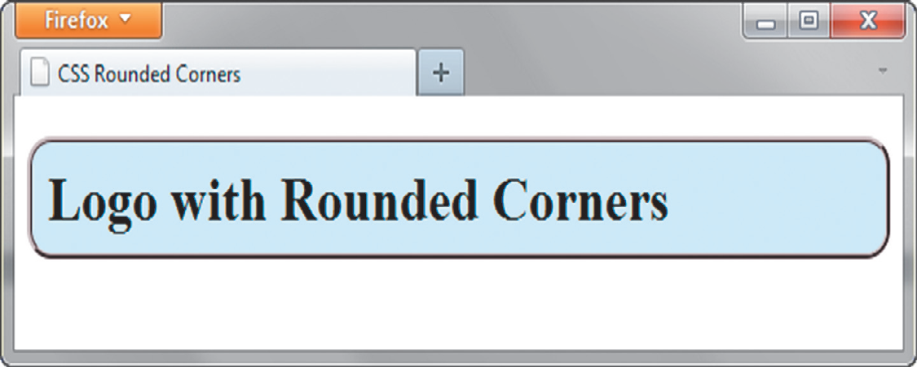 Firefox
CSS Rounded Corners
Logo with Rounded Corners